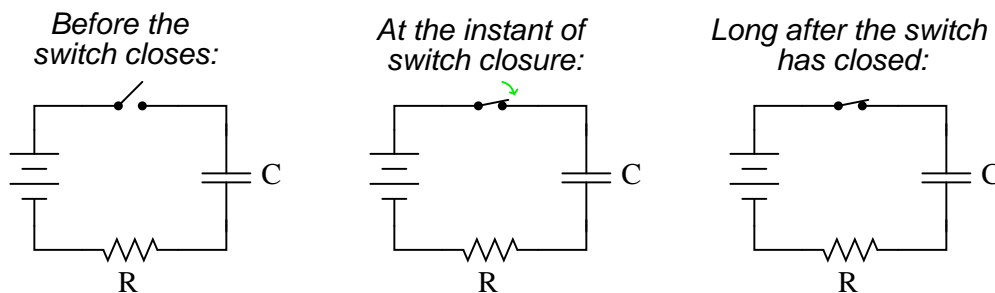 Before the
switch closes:
C
R
At the instant of
switch closure:
C
R
Long after the switch
has closed:
C
R